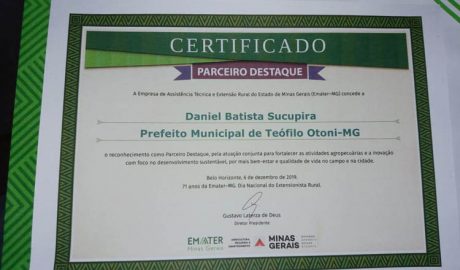 CERTIFICADO
PARCEIRO DESTAQUE
A Empresa de Assistência Técnica e Extensão Rural do Estado de Minas Gerais (Emater–MG) concede a
Daniel Batista Sucupira
Prefeito Municipal de Teófilo Otoni-MG
o reconhecimento como Parceiro Destaque, pela atuação conjunta para fortalecer as atividades agropecuárias e a inovação
com foco no desenvolvimento sustentável, por mais bem-estar e qualidade de vida no campo e na cidade.
Belo Horizonte, 6 de dezembro de 2019.
71 anos da Emater–MG. Dia Nacional do Extensionista Rural.
Gustavo Laterza de Deus
Diretor Presidente
EMATER
Minas Gerais
AGRICULTURA,
PECUÁRIA E
ABASTECIMENTO
MINAS
GERAIS